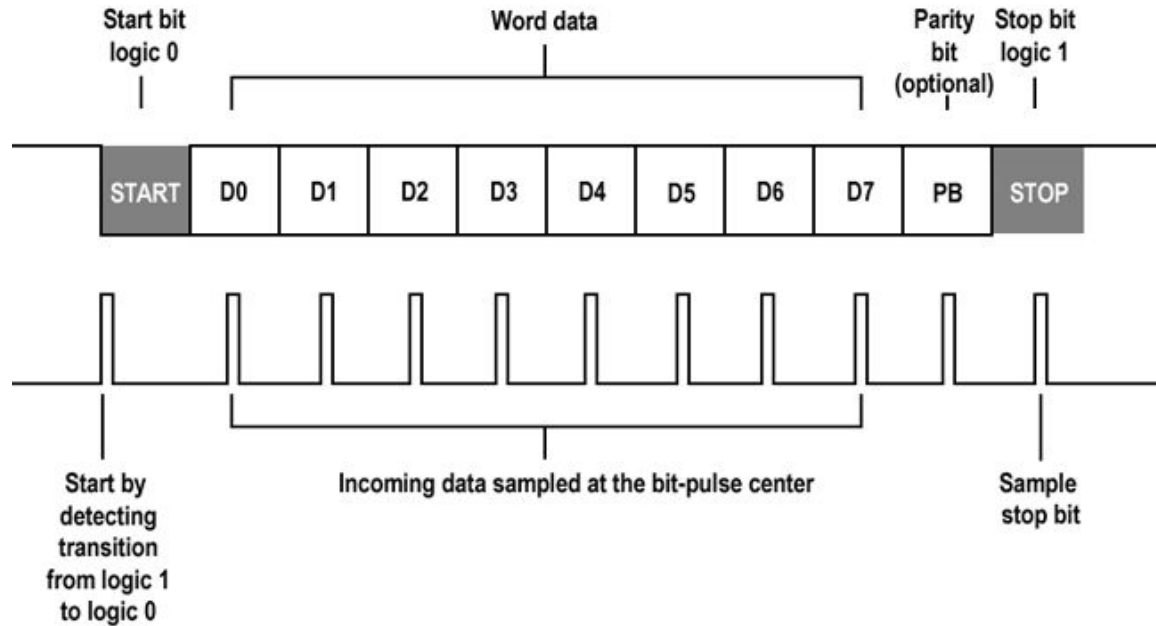 Start bit
logic 0
Word data
Parity
bit
(optional)
Stop bit
logic 1
START D0 D1 D2 D3 D4 D5 D6 D7 PB STOP
Start by
detecting
transition
from logic 1
to logic 0
Incoming data sampled at the bit-pulse center
Sample
stop bit